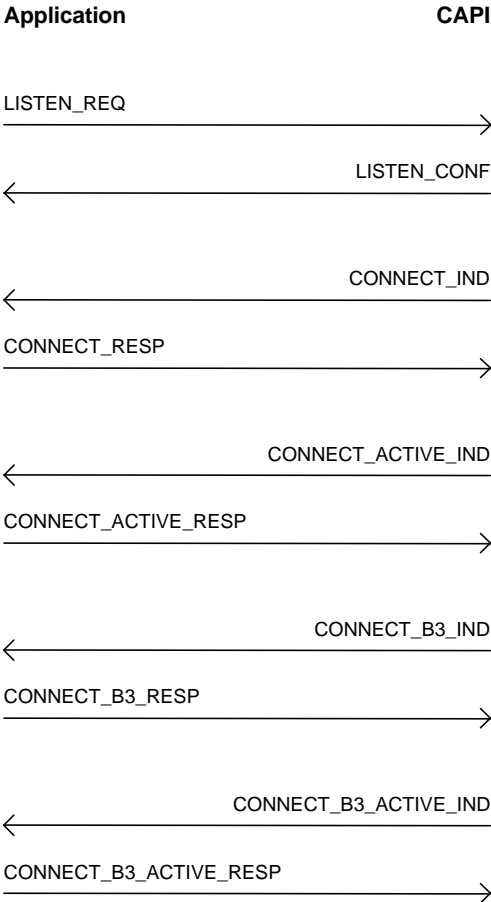 Application CAPI
LISTEN_REQ
LISTEN_CONF
CONNECT_IND
CONNECT_RESP
CONNECT_ACTIVE_IND
CONNECT_ACTIVE_RESP
CONNECT_B3_IND
CONNECT_B3_RESP
CONNECT_B3_ACTIVE_IND
CONNECT_B3_ACTIVE_RESP